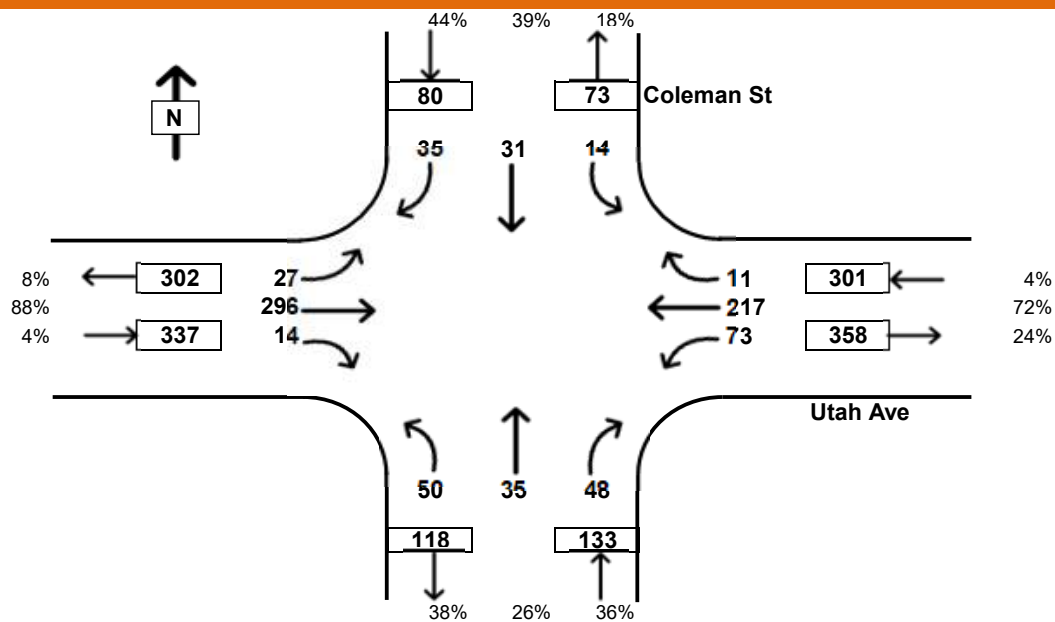 44% 39% 18%
80 73 Coleman St
N
35 31 14
8% 302 27 11 301 4%
88% 296 217 72%
4% 337 14 73 358 24%
Utah Ave
50 35 48
118 133
38% 26% 36%